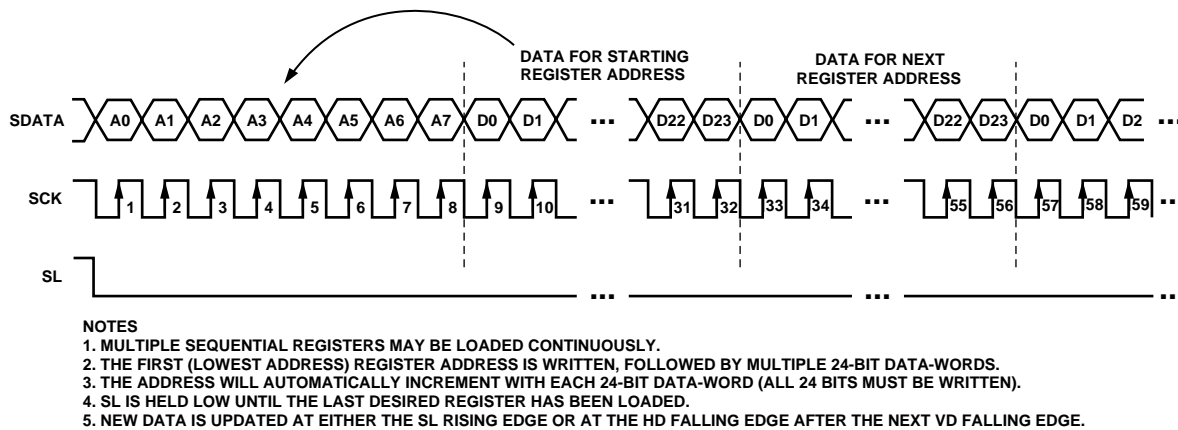 DATA FOR STARTING
REGISTER ADDRESS
DATA FOR NEXT
REGISTER ADDRESS
SDATA A0 A1 A2 A3 A4 A5 A6 A7 D0 D1 ... D22 D23 D0 D1 ... D22 D23 D0 D1 D2 ...
SCK 1 2 3 4 5 6 7 8 9 10 ... 31 32 33 34 ... 55 56 57 58 59 ...
SL ... ... ...
NOTES
1. MULTIPLE SEQUENTIAL REGISTERS MAY BE LOADED CONTINUOUSLY.
2. THE FIRST (LOWEST ADDRESS) REGISTER ADDRESS IS WRITTEN, FOLLOWED BY MULTIPLE 24-BIT DATA-WORDS.
3. THE ADDRESS WILL AUTOMATICALLY INCREMENT WITH EACH 24-BIT DATA-WORD (ALL 24 BITS MUST BE WRITTEN).
4. SL IS HELD LOW UNTIL THE LAST DESIRED REGISTER HAS BEEN LOADED.
5. NEW DATA IS UPDATED AT EITHER THE SL RISING EDGE OR AT THE HD FALLING EDGE AFTER THE NEXT VD FALLING EDGE.